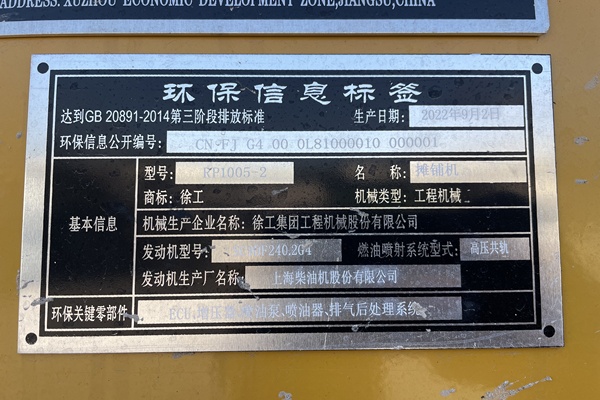 ADDRESS: XUZHOU ECONOMIC DEVELOPMENT ZONE,JIANGSU,CHINA
环保信息标签
达到GB 20891-2014第三阶段排放标准 生产日期: 2022年9月2日
环保信息公开编号: CN FJ G4 00 0L81000010 000001
型号: RP1005-2 名 称: 摊铺机
商标: 徐工 机械类型: 工程机械
基本信息
机械生产企业名称: 徐工集团工程机械股份有限公司
发动机型号: F240.2G4 燃油喷射系统型式: 高压共轨
发动机生产厂名称: 上海柴油机股份有限公司
环保关键零部件 ECU,增压器,喷油泵,喷油器,排气后处理系统